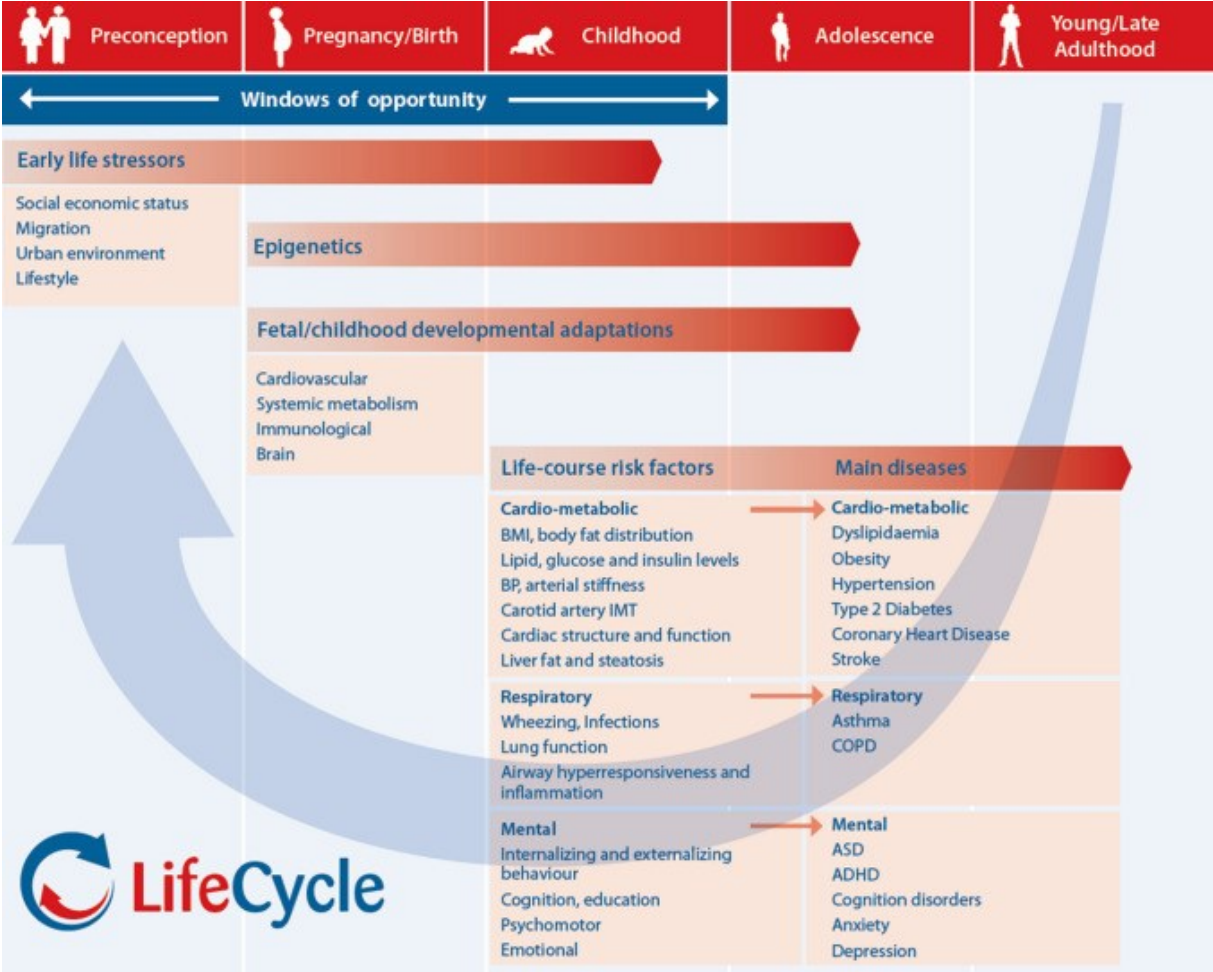 Preconception
Pregnancy/Birth
Childhood
Adolescence
Young/Late
Adulthood
Windows of opportunity
Early life stressors
Social economic status
Migration
Urban environment
Lifestyle
Epigenetics
Fetal/childhood developmental adaptations
Cardiovascular
Systemic metabolism
Immunological
Brain
Life-course risk factors
Main diseases
Cardio-metabolic
BMI, body fat distribution
Lipid, glucose and insulin levels
BP, arterial stiffness
Carotid artery IMT
Cardiac structure and function
Liver fat and steatosis
Cardio-metabolic
Dyslipidaemia
Obesity
Hypertension
Type 2 Diabetes
Coronary Heart Disease
Stroke
Respiratory
Wheezing, Infections
Lung function
Airway hyperresponsiveness and
inflammation
Respiratory
Asthma
COPD
Mental
Internalizing and externalizing
behaviour
Cognition, education
Psychomotor
Emotional
Mental
ASD
ADHD
Cognition disorders
Anxiety
Depression
LifeCycle